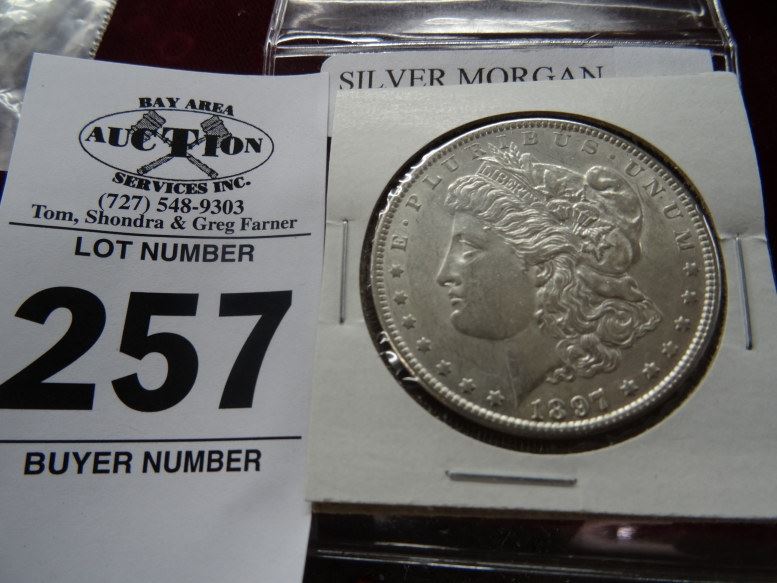 BAY AREA
AUCTION
SERVICES INC.
(727) 548-9303
Tom, Shondra & Greg Farner
LOT NUMBER
257
BUYER NUMBER
SILVER MORGAN
E·PLURIBUS·UNUM
LIBERTY
1897